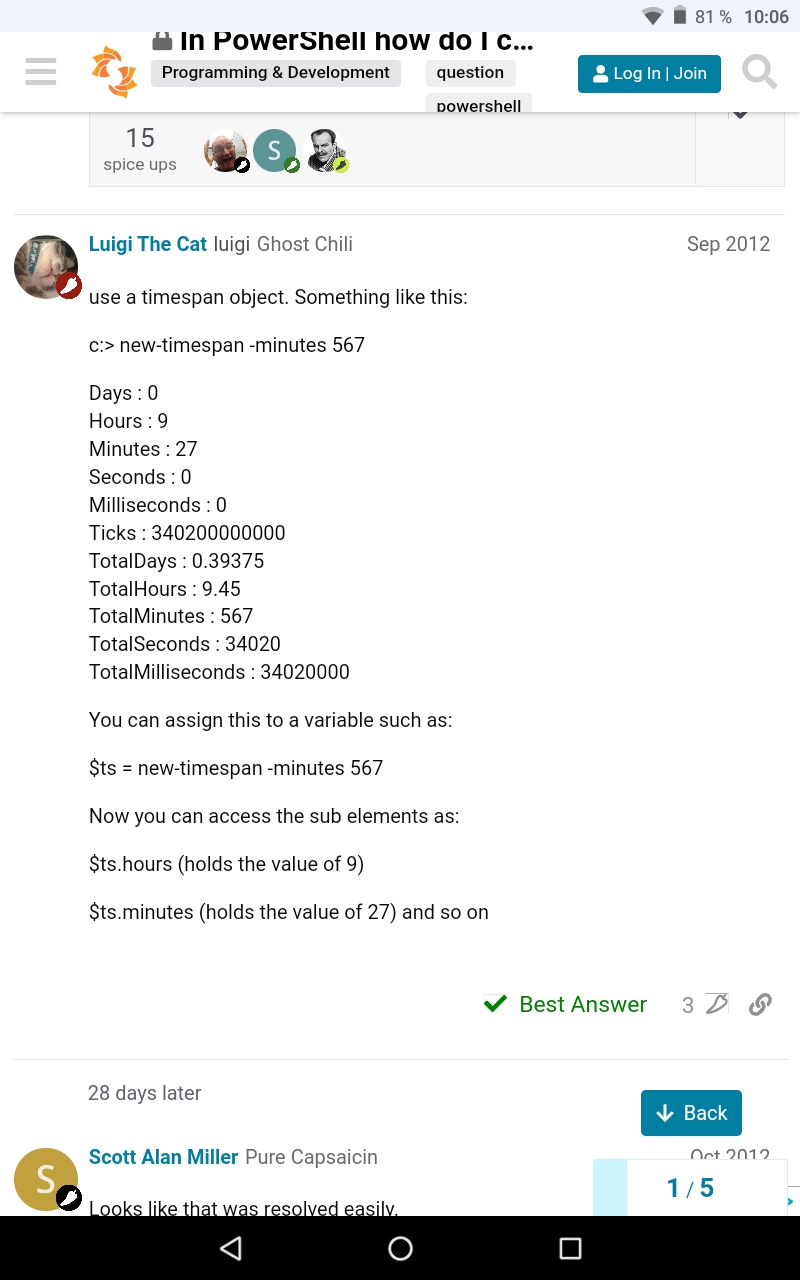 81 % 10:06
In PowerShell how do I c...
Programming & Development question
Log In | Join
powershell
15
spice ups
S
Luigi The Cat luigi Ghost Chili Sep 2012
use a timespan object. Something like this:
c:> new-timespan -minutes 567
Days : 0
Hours : 9
Minutes : 27
Seconds : 0
Milliseconds : 0
Ticks : 340200000000
TotalDays : 0.39375
TotalHours : 9.45
TotalMinutes : 567
TotalSeconds : 34020
TotalMilliseconds : 34020000
You can assign this to a variable such as:
$ts = new-timespan -minutes 567
Now you can access the sub elements as:
$ts.hours (holds the value of 9)
$ts.minutes (holds the value of 27) and so on
Best Answer 3
28 days later
Back
S
Scott Alan Miller Pure Capsaicin Oct 2012
1 / 5
Looks like that was resolved easily.